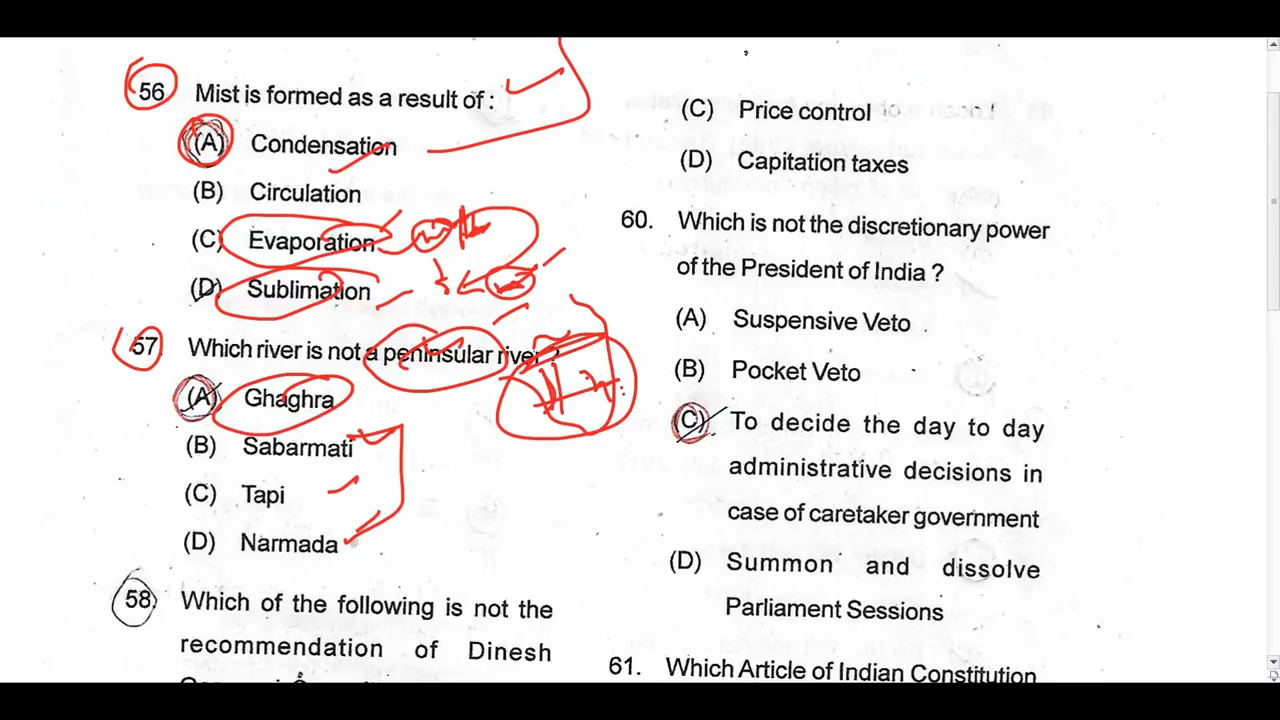 56. Mist is formed as a result of :
(A) Condensation
(B) Circulation
(C) Evaporation
(D) Sublimation
57. Which river is not a peninsular river ?
(A) Ghaghra
(B) Sabarmati
(C) Tapi
(D) Narmada
58. Which of the following is not the
recommendation of Dinesh
(C) Price control
(D) Capitation taxes
60. Which is not the discretionary power
of the President of India ?
(A) Suspensive Veto
(B) Pocket Veto
(C) To decide the day to day
administrative decisions in
case of caretaker government
(D) Summon and dissolve
Parliament Sessions
61. Which Article of Indian Constitution